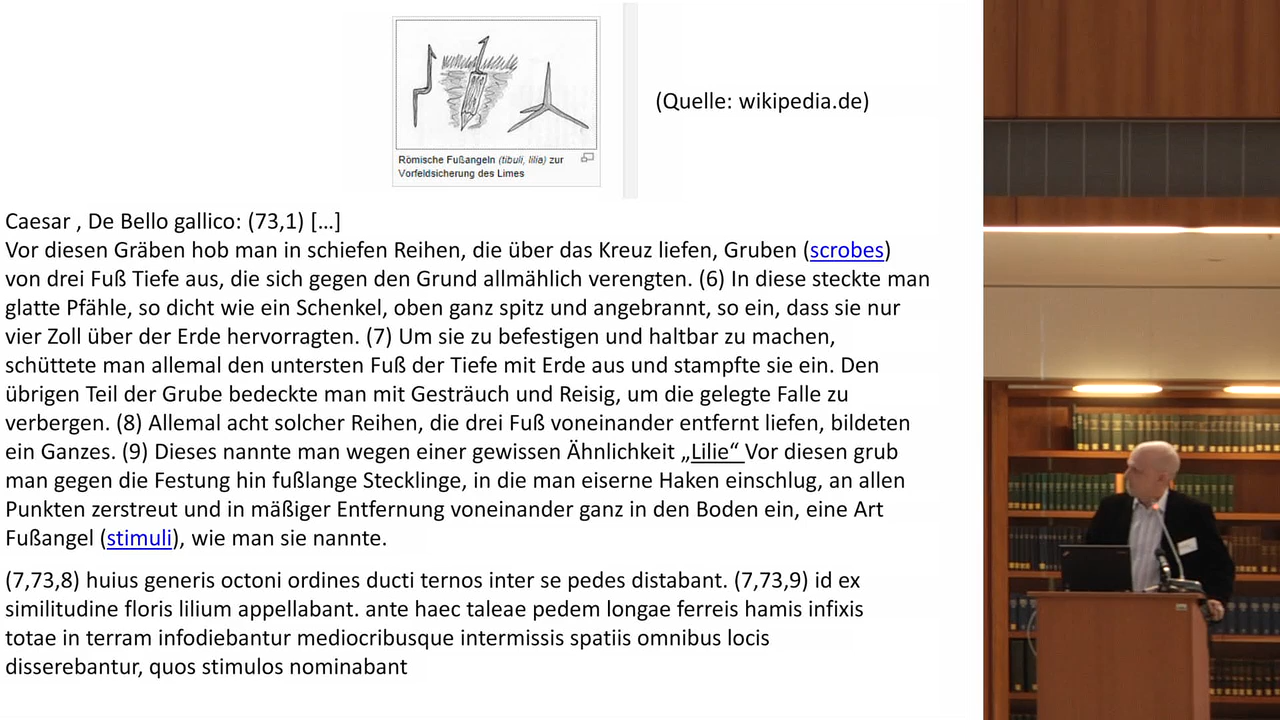 Römische Fußangeln (tibuli, lilia) zur
Vorfeldsicherung des Limes
(Quelle: wikipedia.de)
Caesar , De Bello gallico: (73,1) […]
Vor diesen Gräben hob man in schiefen Reihen, die über das Kreuz liefen, Gruben (scrobes)
von drei Fuß Tiefe aus, die sich gegen den Grund allmählich verengten. (6) In diese steckte man
glatte Pfähle, so dicht wie ein Schenkel, oben ganz spitz und angebrannt, so ein, dass sie nur
vier Zoll über der Erde hervorragten. (7) Um sie zu befestigen und haltbar zu machen,
schüttete man allemal den untersten Fuß der Tiefe mit Erde aus und stampfte sie ein. Den
übrigen Teil der Grube bedeckte man mit Gesträuch und Reisig, um die gelegte Falle zu
verbergen. (8) Allemal acht solcher Reihen, die drei Fuß voneinander entfernt liefen, bildeten
ein Ganzes. (9) Dieses nannte man wegen einer gewissen Ähnlichkeit „Lilie“ Vor diesen grub
man gegen die Festung hin fußlange Stecklinge, in die man eiserne Haken einschlug, an allen
Punkten zerstreut und in mäßiger Entfernung voneinander ganz in den Boden ein, eine Art
Fußangel (stimuli), wie man sie nannte.
(7,73,8) huius generis octoni ordines ducti ternos inter se pedes distabant. (7,73,9) id ex
similitudine floris lilium appellabant. ante haec taleae pedem longae ferreis hamis infixis
totae in terram infodiebantur mediocribusque intermissis spatiis omnibus locis
disserebantur, quos stimulos nominabant